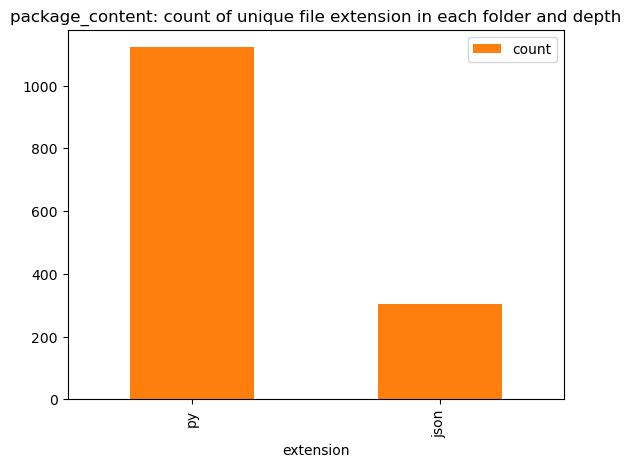 package_content: count of unique file extension in each folder and depth
count
1000
800
600
400
200
0
py
json
extension